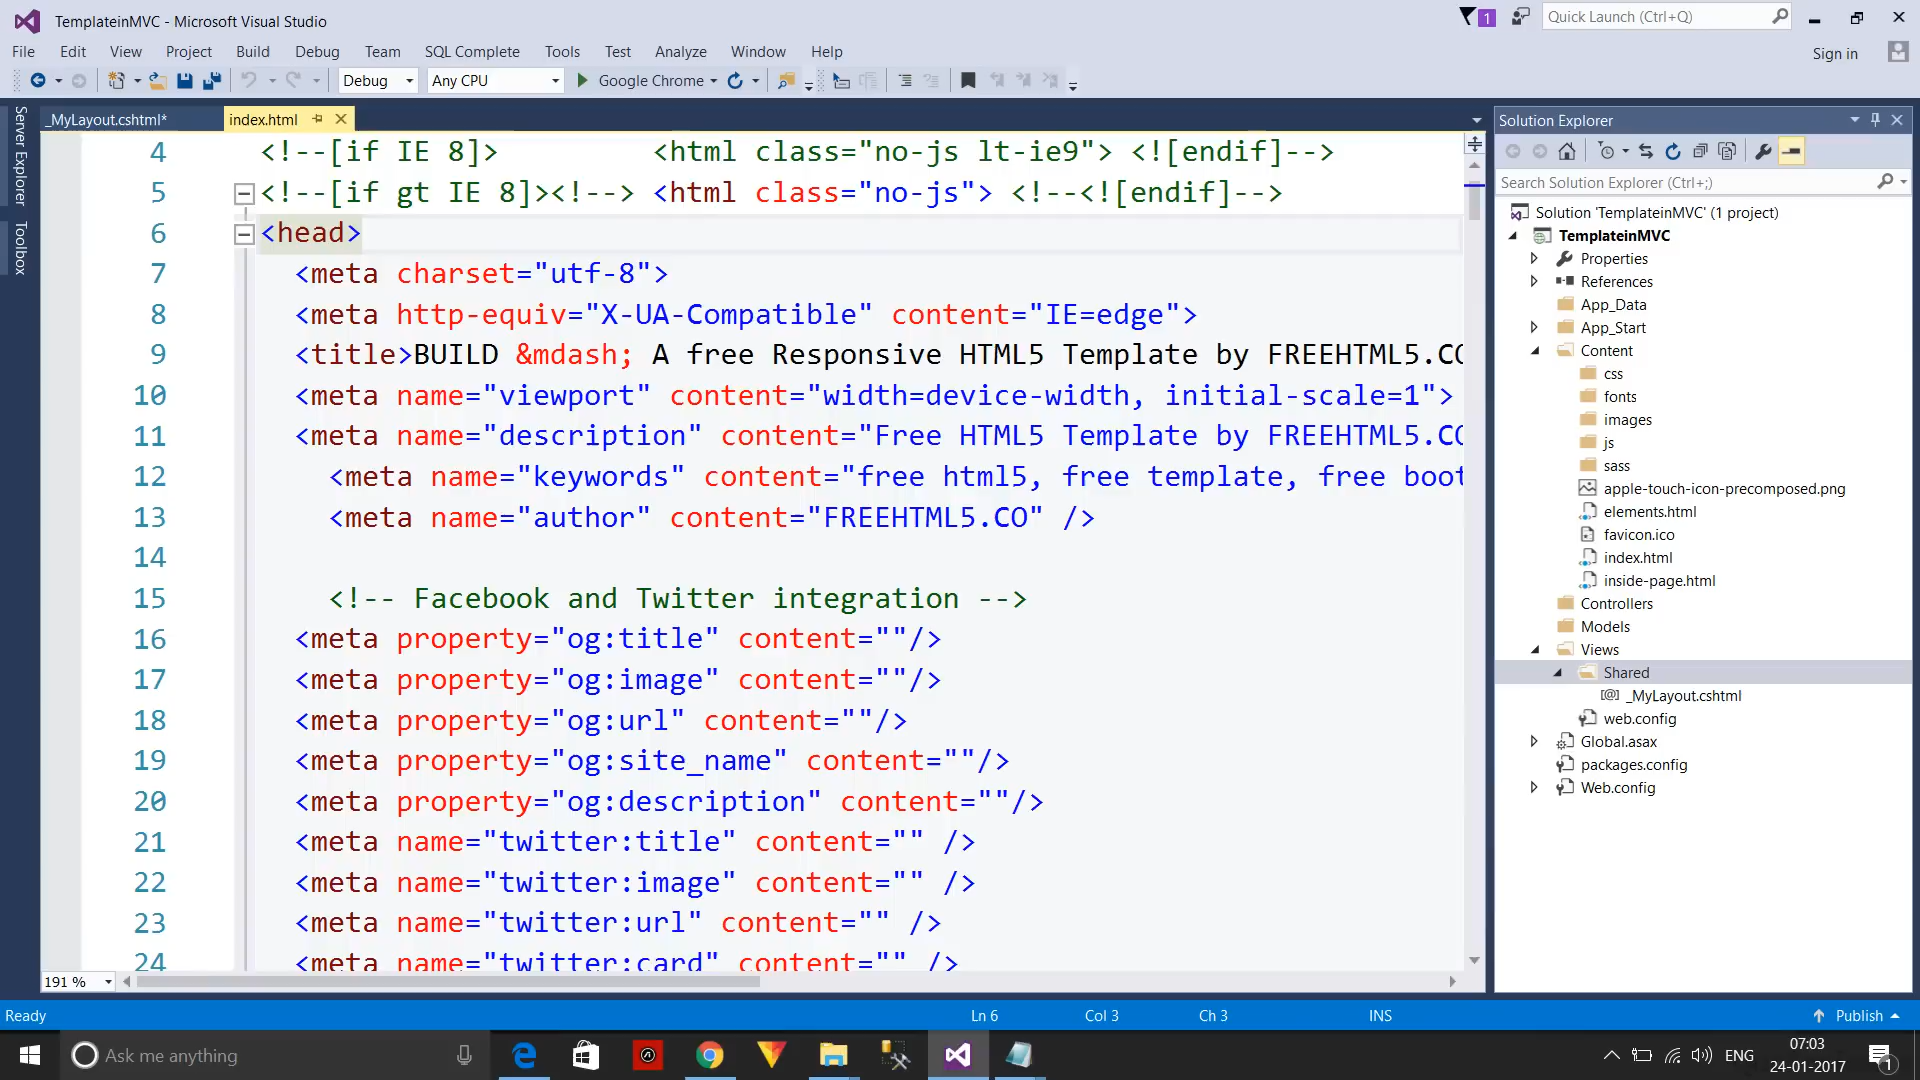 TemplateinMVC - Microsoft Visual Studio
1
Quick Launch (Ctrl+Q)
File Edit View Project Build Debug Team SQL Complete Tools Test Analyze Window Help
Sign in
Debug Any CPU Google Chrome
Server Explorer
Toolbox
_MyLayout.cshtml*
index.html
4 <!--[if IE 8]> <html class="no-js lt-ie9"> <![endif]-->
5 <!--[if gt IE 8]><!--> <html class="no-js"> <!--<![endif]-->
6 <head>
7 <meta charset="utf-8">
8 <meta http-equiv="X-UA-Compatible" content="IE=edge">
9 <title>BUILD &mdash; A free Responsive HTML5 Template by FREEHTML5.CO
10 <meta name="viewport" content="width=device-width, initial-scale=1">
11 <meta name="description" content="Free HTML5 Template by FREEHTML5.CO
12 <meta name="keywords" content="free html5, free template, free boot
13 <meta name="author" content="FREEHTML5.CO" />
14
15 <!-- Facebook and Twitter integration -->
16 <meta property="og:title" content=""/>
17 <meta property="og:image" content=""/>
18 <meta property="og:url" content=""/>
19 <meta property="og:site_name" content=""/>
20 <meta property="og:description" content=""/>
21 <meta name="twitter:title" content="" />
22 <meta name="twitter:image" content="" />
23 <meta name="twitter:url" content="" />
24 <meta name="twitter:card" content="" />
191 %
Solution Explorer
Search Solution Explorer (Ctrl+;)
Solution 'TemplateinMVC' (1 project)
TemplateinMVC
Properties
References
App_Data
App_Start
Content
css
fonts
images
js
sass
apple-touch-icon-precomposed.png
elements.html
favicon.ico
index.html
inside-page.html
Controllers
Models
Views
Shared
_MyLayout.cshtml
web.config
Global.asax
packages.config
Web.config
Ready Ln 6 Col 3 Ch 3 INS Publish
Ask me anything
ENG
07:03
24-01-2017
1